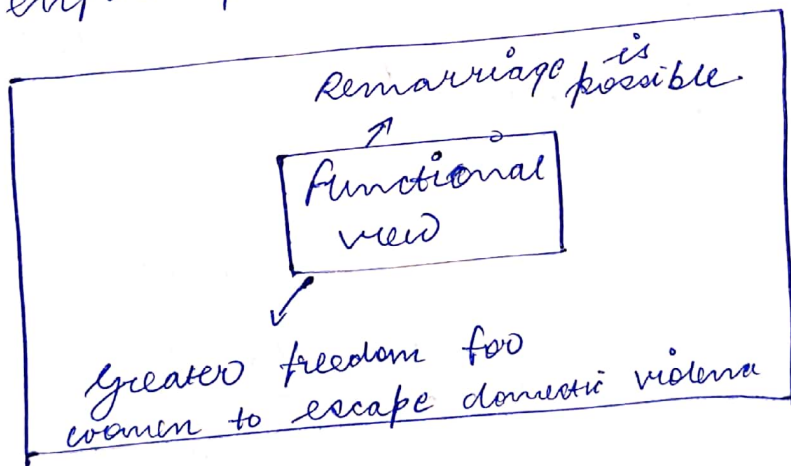 Remarriage is
possible.
functional
view
Greater freedom for
women to escape domestic violence